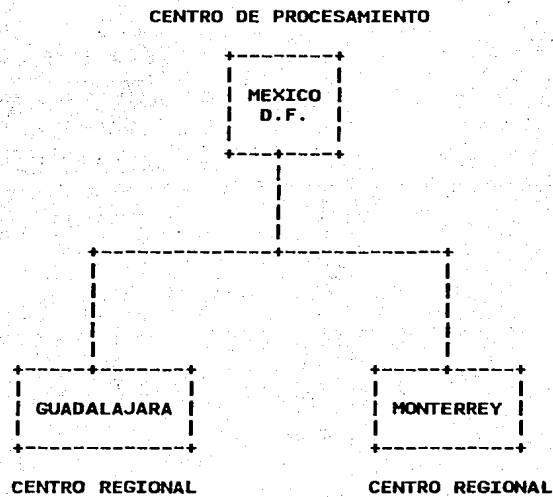 CENTRO DE PROCESAMIENTO
MEXICO
D.F.
GUADALAJARA
MONTERREY
CENTRO REGIONAL
CENTRO REGIONAL